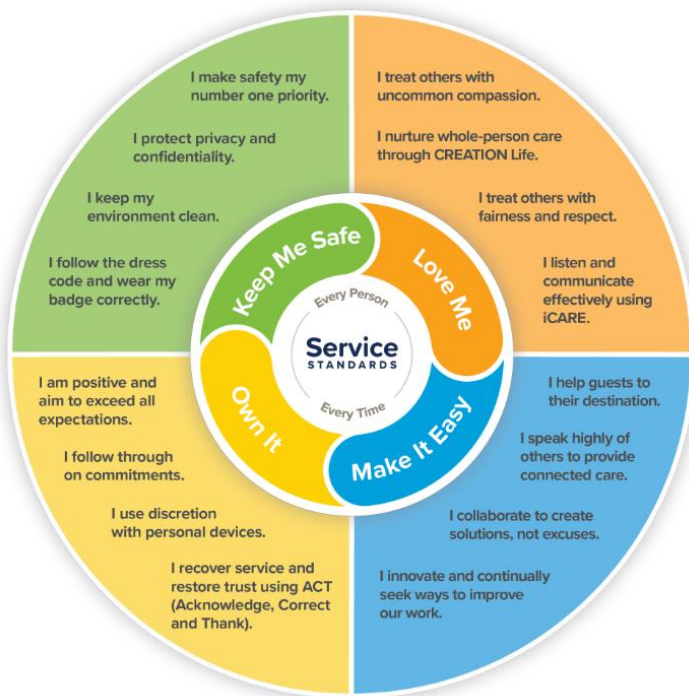 I make safety my
number one priority.
I protect privacy and
confidentiality.
I keep my
environment clean.
I follow the dress
code and wear my
badge correctly.
I treat others with
uncommon compassion.
I nurture whole-person care
through CREATION Life.
I treat others with
fairness and respect.
I listen and
communicate
effectively using
iCARE.
Keep Me Safe
Love Me
Every Person
Service
STANDARDS
Every Time
Own It
Make It Easy
I am positive and
aim to exceed all
expectations.
I follow through
on commitments.
I use discretion
with personal devices.
I recover service and
restore trust using ACT
(Acknowledge, Correct
and Thank).
I help guests to
their destination.
I speak highly of
others to provide
connected care.
I collaborate to create
solutions, not excuses.
I innovate and continually
seek ways to improve
our work.